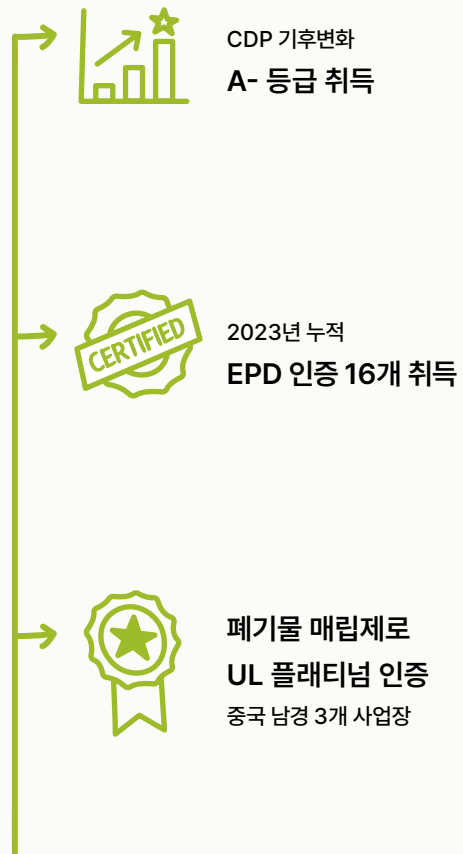 CDP 기후변화
A- 등급 취득
CERTIFIED
2023년 누적
EPD 인증 16개 취득
폐기물 매립제로
UL 플래티넘 인증
중국 남경 3개 사업장